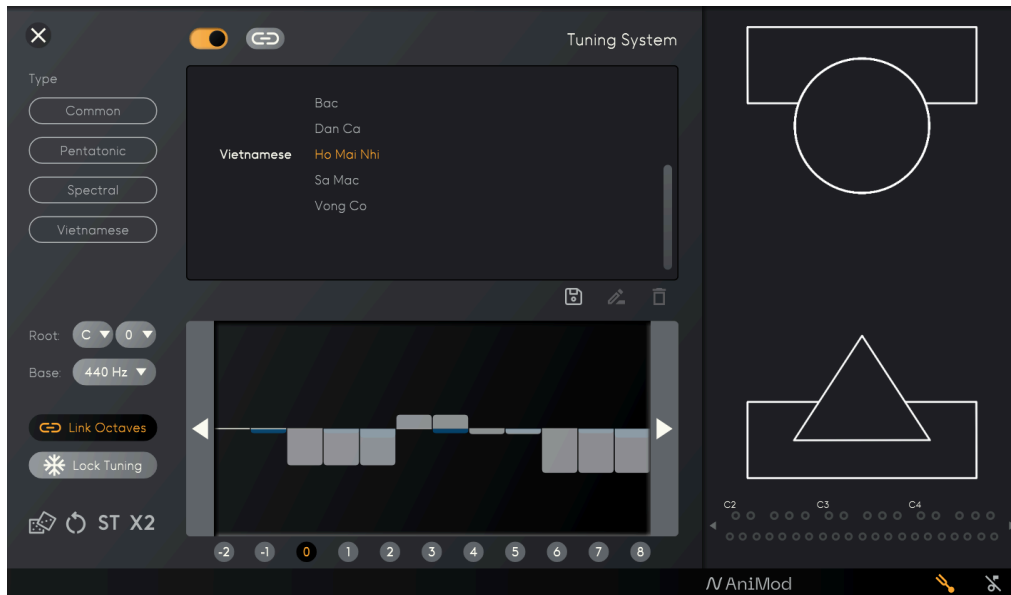 Tuning System
Type
Common
Pentatonic
Spectral
Vietnamese
Bac
Dan Ca
Vietnamese Ho Mai Nhi
Sa Mac
Vong Co
Root: C 0
Base: 440 Hz
Link Octaves
Lock Tuning
ST X2
-2 -1 0 1 2 3 4 5 6 7 8
C2 C3 C4
AniMod